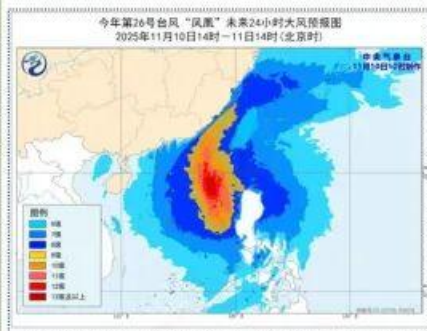 今年第26号台风“凤凰”未来24小时大风预报图
2025年11月10日14时—11日14时(北京时)
中央气象台
图例
6级
7级
8级
9级
10级
11级
12级
13级及以上